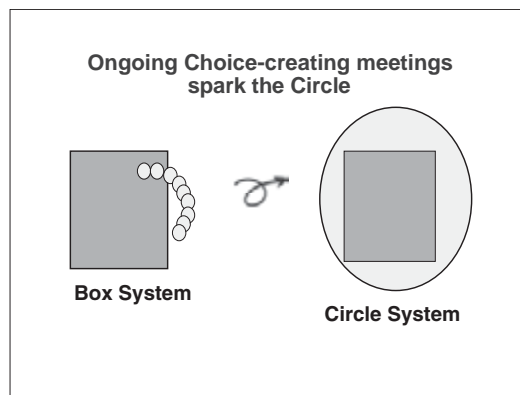 Ongoing Choice-creating meetings
spark the Circle
Box System
Circle System